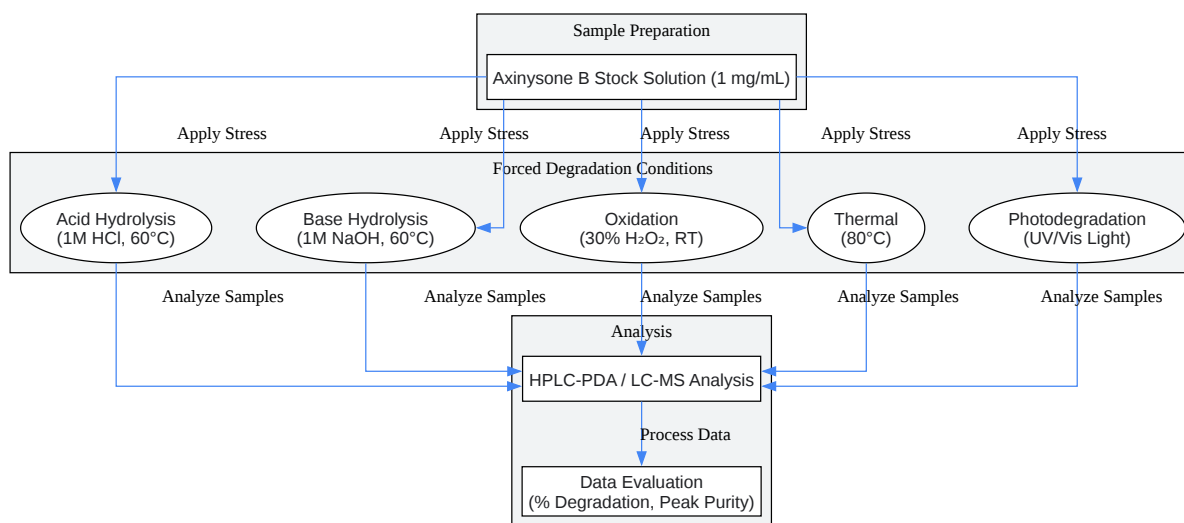 Sample Preparation
Axinysone B Stock Solution (1 mg/mL)
Apply Stress
Apply Stress
Apply Stress
Apply Stress
Apply Stress
Forced Degradation Conditions
Acid Hydrolysis
(1M HCl, 60°C)
Base Hydrolysis
(1M NaOH, 60°C)
Oxidation
(30% H₂O₂, RT)
Thermal
(80°C)
Photodegradation
(UV/Vis Light)
Analyze Samples
Analyze Samples
Analyze Samples
Analyze Samples
Analyze Samples
Analysis
HPLC-PDA / LC-MS Analysis
Process Data
Data Evaluation
(% Degradation, Peak Purity)